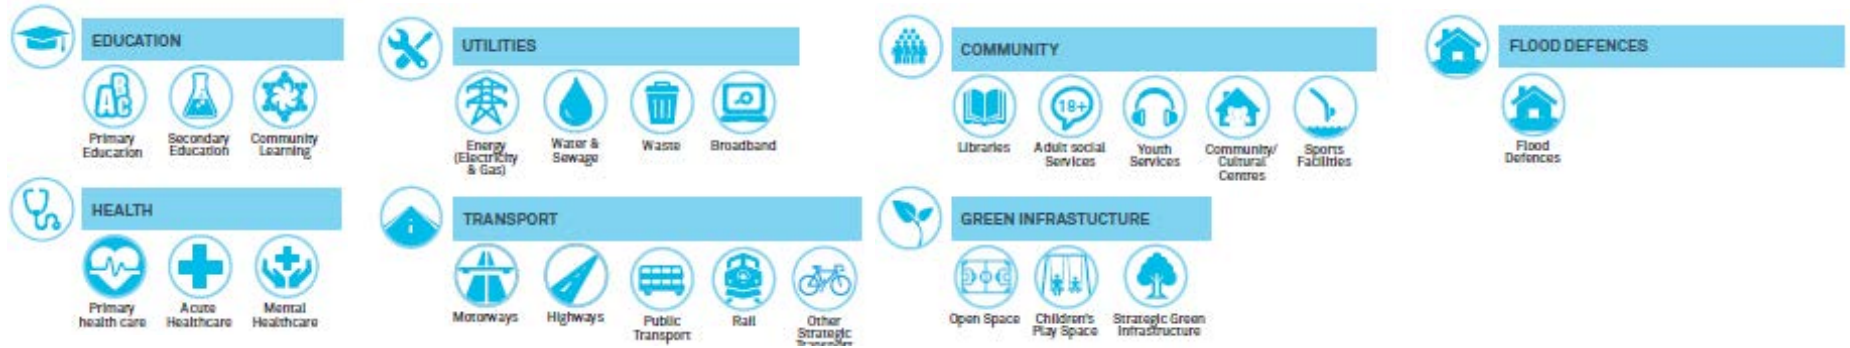 EDUCATION
Primary
Education
Secondary
Education
Community
Learning
UTILITIES
Energy
(Electricity
& Gas)
Water &
Sewage
Waste
Broadband
COMMUNITY
Libraries
Adult social
Services
Youth
Services
Community/
Cultural
Centres
Sports
Facilities
FLOOD DEFENCES
Flood
Defences
HEALTH
Primary
health care
Acute
Healthcare
Mental
Healthcare
TRANSPORT
Motorways
Highways
Public
Transport
Rail
Other
Strategic
Transport
GREEN INFRASTUCTURE
Open Space
Children's
Play Space
Strategic Green
Infrastructure
ABC
18+